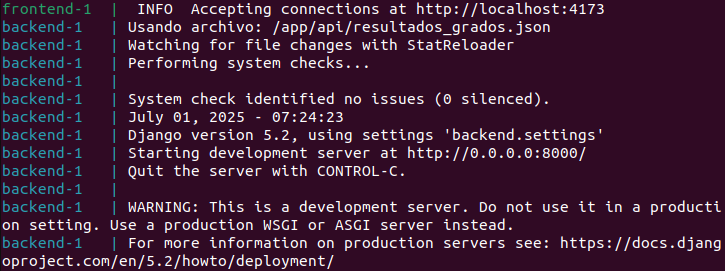 frontend-1  |  INFO  Accepting connections at http://localhost:4173
backend-1   | Usando archivo: /app/api/resultados_grados.json
backend-1   | Watching for file changes with StatReloader
backend-1   | Performing system checks...
backend-1   |
backend-1   | System check identified no issues (0 silenced).
backend-1   | July 01, 2025 - 07:24:23
backend-1   | Django version 5.2, using settings 'backend.settings'
backend-1   | Starting development server at http://0.0.0.0:8000/
backend-1   | Quit the server with CONTROL-C.
backend-1   |
backend-1   | WARNING: This is a development server. Do not use it in a producti
on setting. Use a production WSGI or ASGI server instead.
backend-1   | For more information on production servers see: https://docs.djang
oproject.com/en/5.2/howto/deployment/